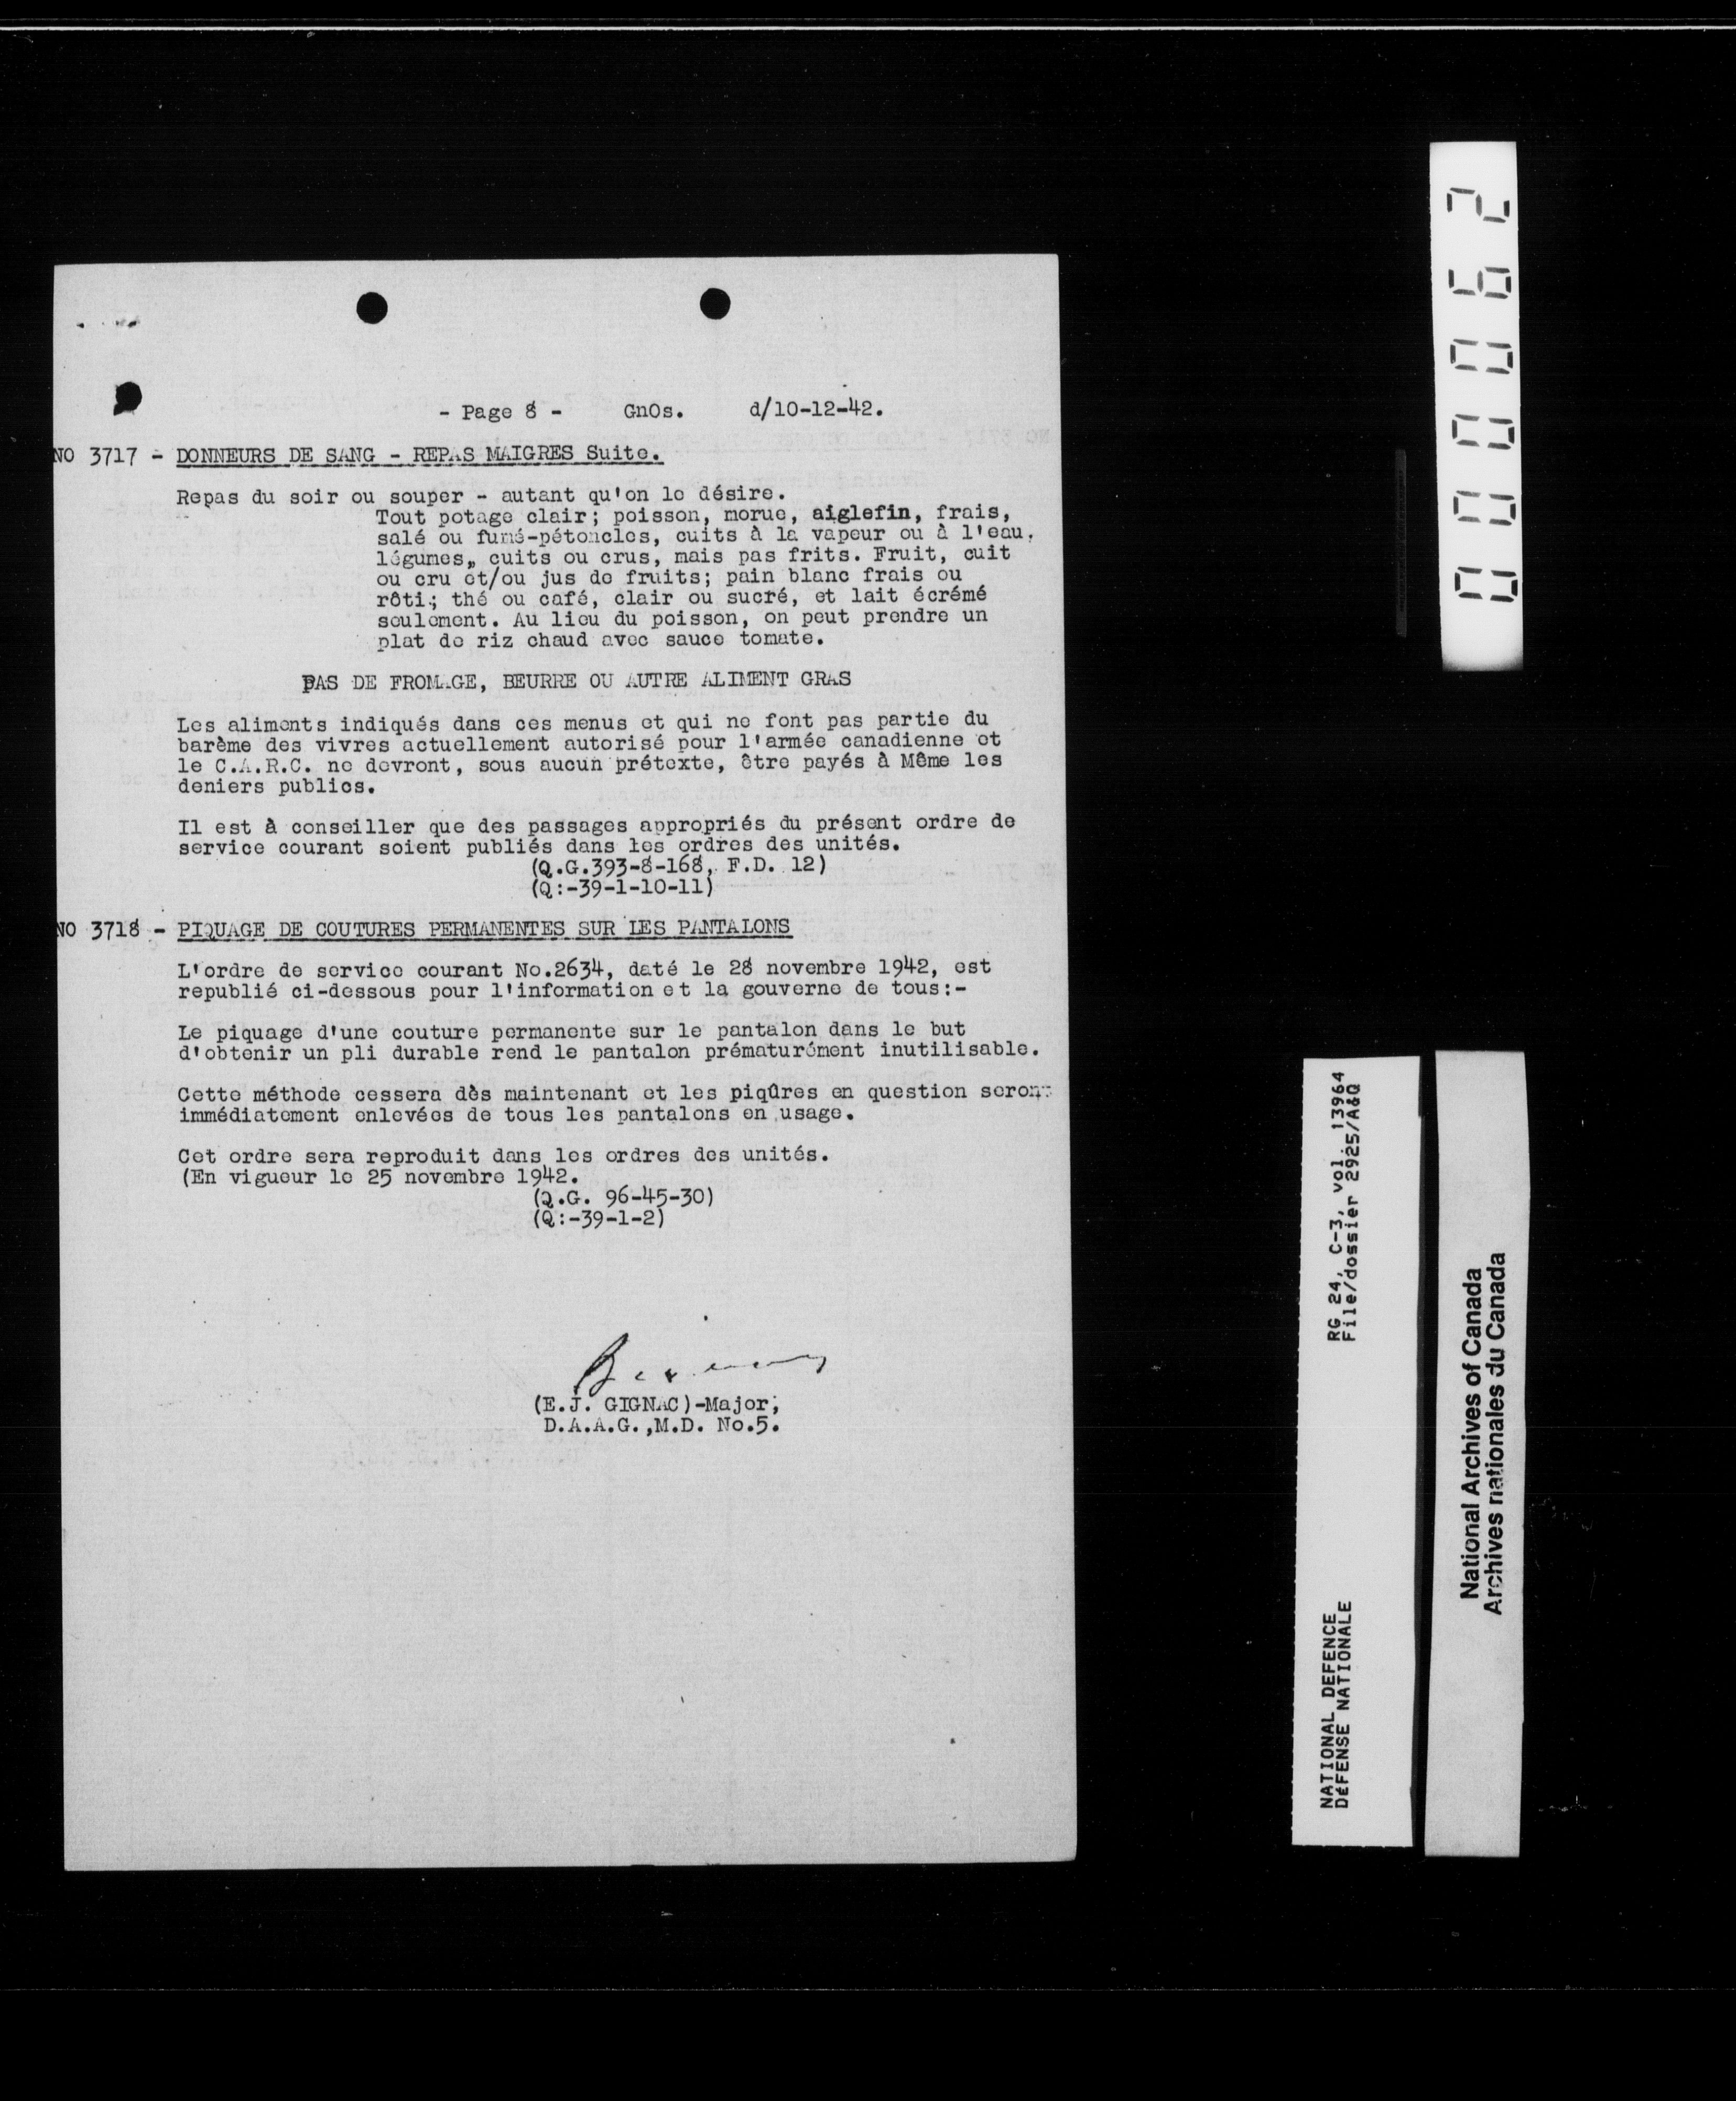 - Page 8 - GnOs. d/10-12-42.
NO 3717 - DONNEURS DE SANG - REPAS MAIGRES Suite.
Repas du soir ou souper - autant qu'on le désire.
Tout potage clair; poisson, morue, aiglefin, frais,
salé ou fumé-pétoncles, cuits à la vapeur ou à l'eau,
légumes, cuits ou crus, mais pas frits. Fruit, cuit
ou cru et/ou jus de fruits; pain blanc frais ou
rôti; thé ou café, clair ou sucré, et lait écrémé
seulement. Au lieu du poisson, on peut prendre un
plat de riz chaud avec sauce tomate.
PAS DE FROMAGE, BEURRE OU AUTRE ALIMENT GRAS
Les aliments indiqués dans ces menus et qui ne font pas partie du
barème des vivres actuellement autorisé pour l'armée canadienne et
le C.A.R.C. ne devront, sous aucun prétexte, être payés à Même les
deniers publics.
Il est à conseiller que des passages appropriés du présent ordre de
service courant soient publiés dans les ordres des unités.
(Q.G.393-8-168, F.D. 12)
(Q:-39-1-10-11)
NO 3718 - PIQUAGE DE COUTURES PERMANENTES SUR LES PANTALONS
L'ordre de service courant No.2634, daté le 28 novembre 1942, est
republié ci-dessous pour l'information et la gouverne de tous:-
Le piquage d'une couture permanente sur le pantalon dans le but
d'obtenir un pli durable rend le pantalon prématurément inutilisable.
Cette méthode cessera dès maintenant et les piqûres en question seront
immédiatement enlevées de tous les pantalons en usage.
Cet ordre sera reproduit dans les ordres des unités.
(En vigueur le 25 novembre 1942.
(Q.G. 96-45-30)
(Q:-39-1-2)
(E.J. GIGNAC)-Major;
D.A.A.G.,M.D. No.5.
000062
RG 24, C-3, vol. 13964
File/dossier 2925/A&Q
NATIONAL DEFENCE
DÉFENSE NATIONALE
National Archives of Canada
Archives nationales du Canada